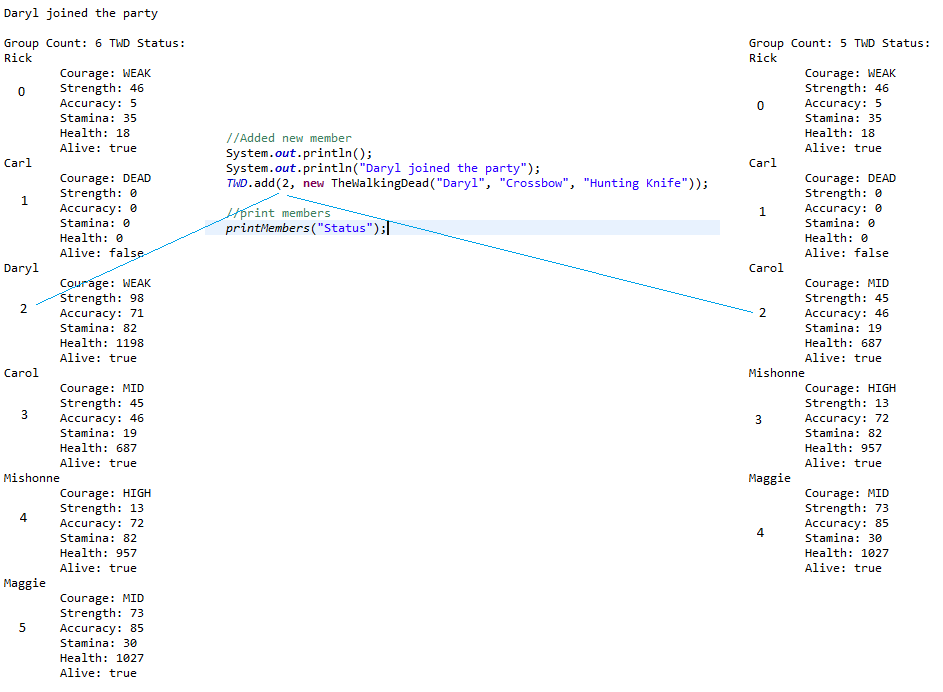 Daryl joined the party
Group Count: 6 TWD Status:
Rick
0
Courage: WEAK
Strength: 46
Accuracy: 5
Stamina: 35
Health: 18
Alive: true
Carl
1
Courage: DEAD
Strength: 0
Accuracy: 0
Stamina: 0
Health: 0
Alive: false
Daryl
2
Courage: WEAK
Strength: 98
Accuracy: 71
Stamina: 82
Health: 1198
Alive: true
Carol
3
Courage: MID
Strength: 45
Accuracy: 46
Stamina: 19
Health: 687
Alive: true
Mishonne
4
Courage: HIGH
Strength: 13
Accuracy: 72
Stamina: 82
Health: 957
Alive: true
Maggie
5
Courage: MID
Strength: 73
Accuracy: 85
Stamina: 30
Health: 1027
Alive: true
//Added new member
System.out.println();
System.out.println("Daryl joined the party");
TWD.add(2, new TheWalkingDead("Daryl", "Crossbow", "Hunting Knife"));
//print members
printMembers("Status");
Group Count: 5 TWD Status:
Rick
0
Courage: WEAK
Strength: 46
Accuracy: 5
Stamina: 35
Health: 18
Alive: true
Carl
1
Courage: DEAD
Strength: 0
Accuracy: 0
Stamina: 0
Health: 0
Alive: false
Carol
2
Courage: MID
Strength: 45
Accuracy: 46
Stamina: 19
Health: 687
Alive: true
Mishonne
3
Courage: HIGH
Strength: 13
Accuracy: 72
Stamina: 82
Health: 957
Alive: true
Maggie
4
Courage: MID
Strength: 73
Accuracy: 85
Stamina: 30
Health: 1027
Alive: true